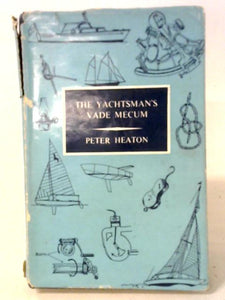 THE YACHTSMAN'S
VADE MECUM
PETER HEATON